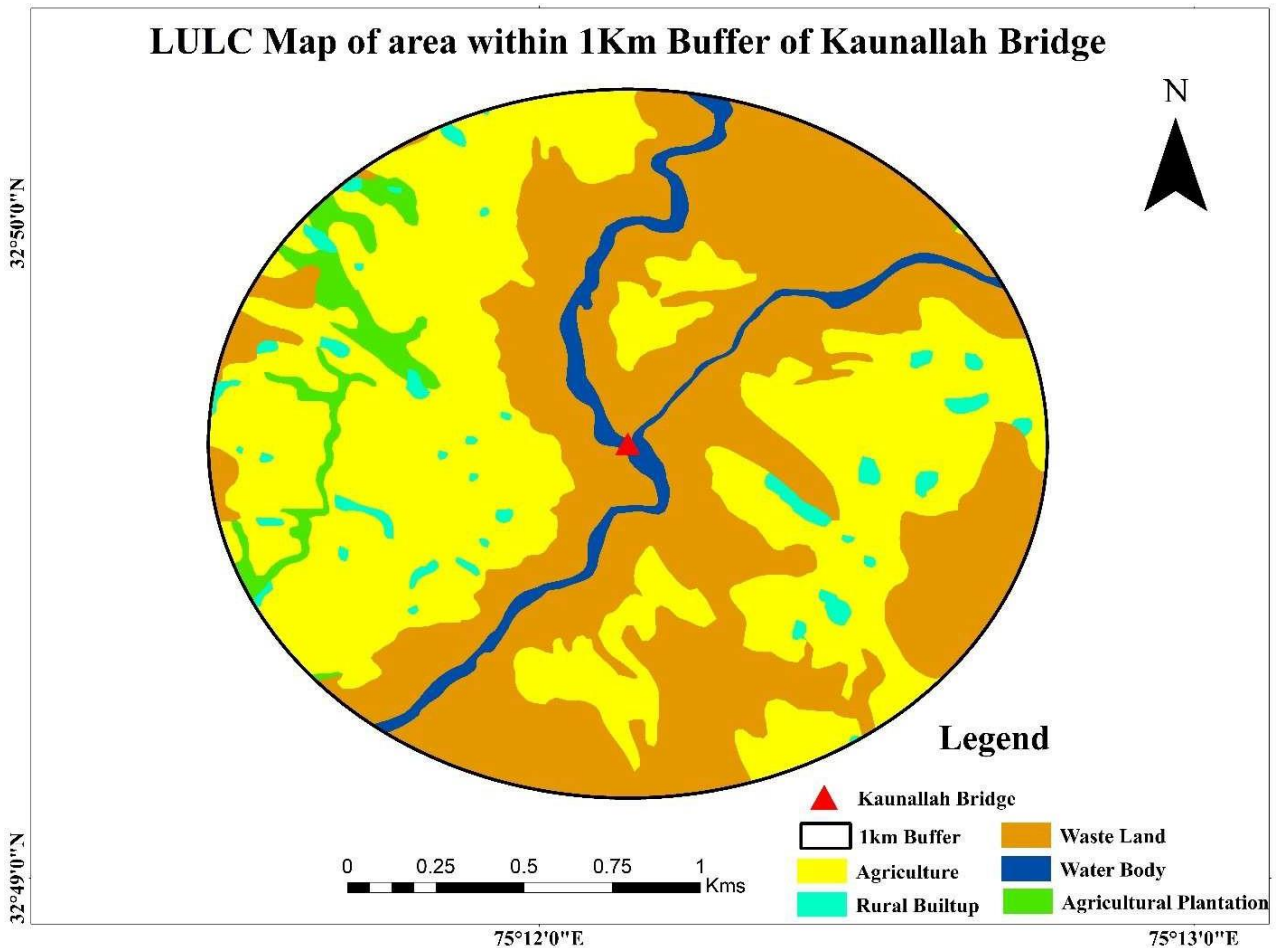 LULC Map of area within 1Km Buffer of Kaunallah Bridge
N
32°50'0"N
32°49'0"N
Legend
Kaunallah Bridge
1km Buffer
Waste Land
Agriculture
Water Body
Rural Builtup
Agricultural Plantation
0 0.25 0.5 0.75 1
Kms
75°12'0"E 75°13'0"E